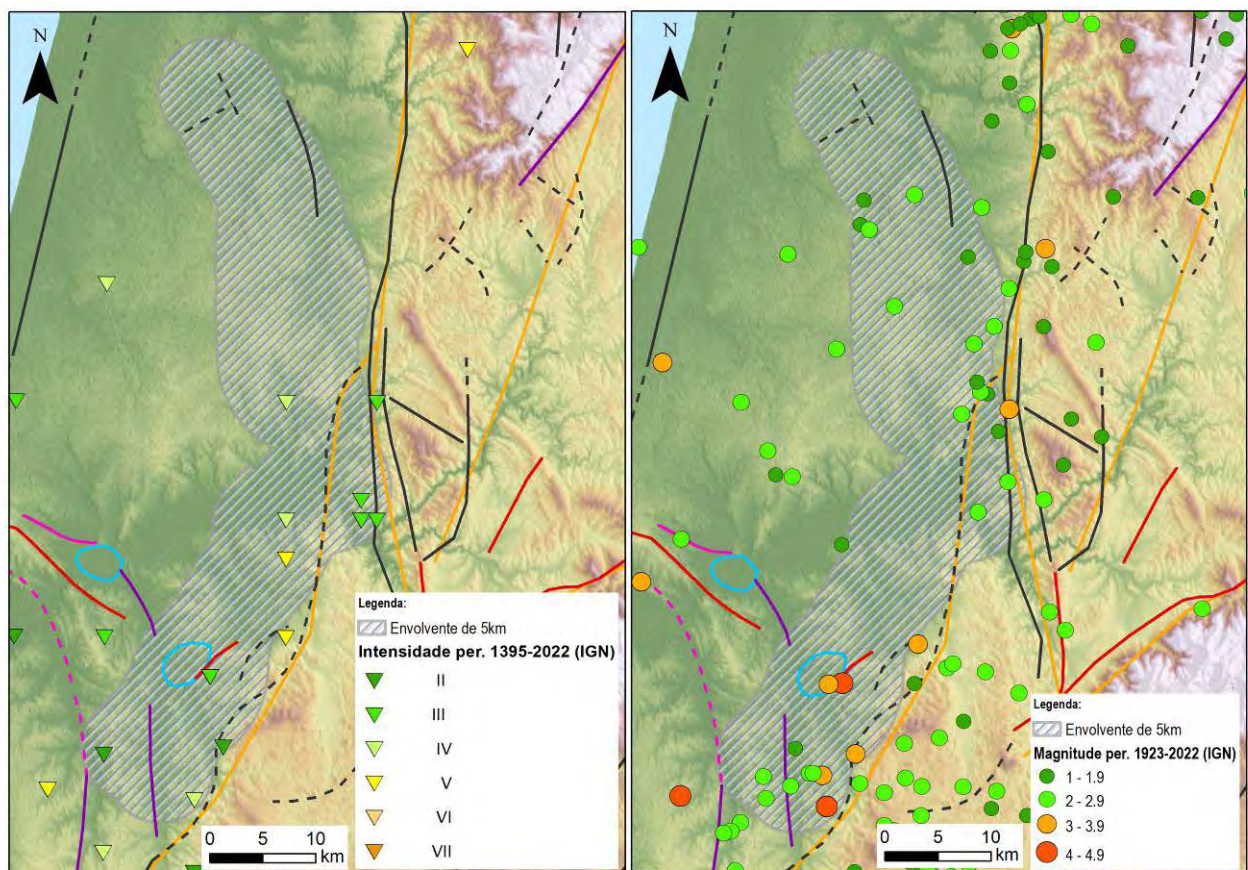 N
Legenda:
Envolvente de 5km
Intensidade per. 1395-2022 (IGN)
II
III
IV
V
VI
VII
0 5 10
km
N
Legenda:
Envolvente de 5km
Magnitude per. 1923-2022 (IGN)
1 - 1.9
2 - 2.9
3 - 3.9
4 - 4.9
0 5 10
km